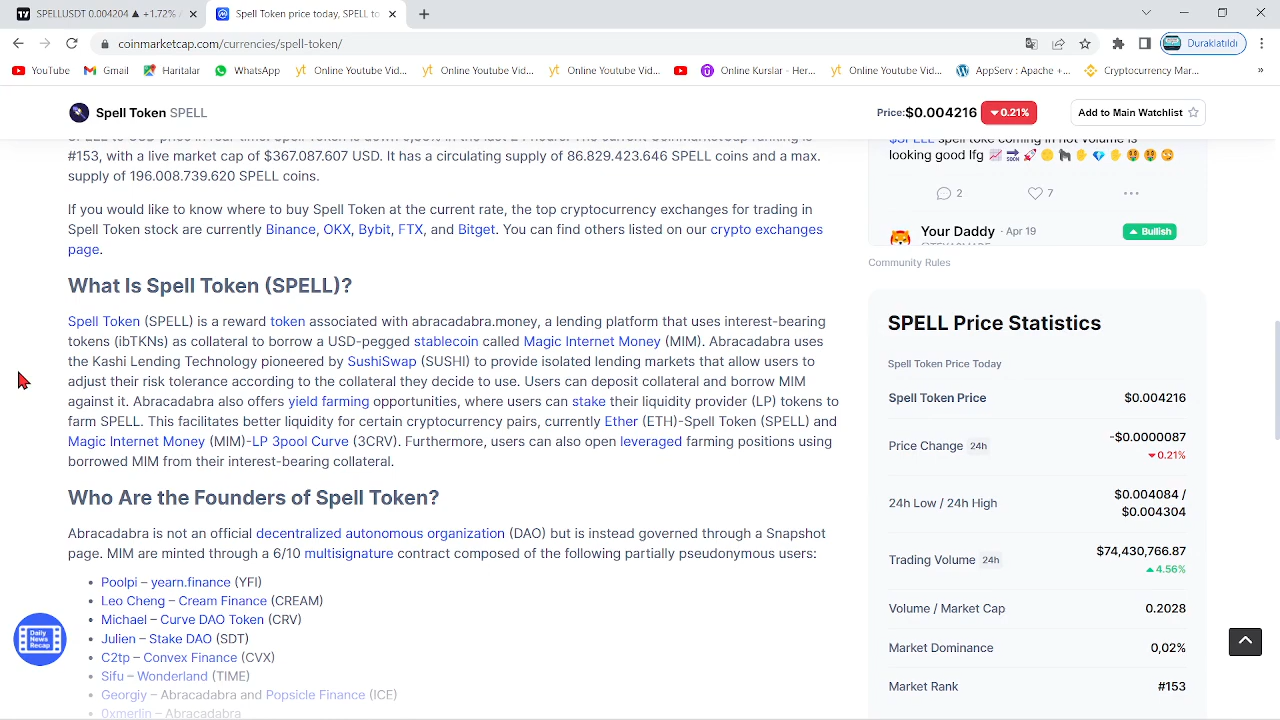 SPELLUSDT 0.004204 ▲ +1.72%
Spell Token price today, SPELL to
coinmarketcap.com/currencies/spell-token/
Duraklatıldı
YouTube
Gmail
Haritalar
WhatsApp
Online Youtube Vid...
Online Youtube Vid...
Online Youtube Vid...
Online Kurslar - Her...
Online Youtube Vid...
AppServ : Apache +...
Cryptocurrency Mar...
»
Spell Token SPELL
Price:$0.004216
0.21%
Add to Main Watchlist
#153, with a live market cap of $367.087.607 USD. It has a circulating supply of 86.829.423.646 SPELL coins and a max.
supply of 196.008.739.620 SPELL coins.
If you would like to know where to buy Spell Token at the current rate, the top cryptocurrency exchanges for trading in
Spell Token stock are currently Binance, OKX, Bybit, FTX, and Bitget. You can find others listed on our crypto exchanges
page.
What Is Spell Token (SPELL)?
Spell Token (SPELL) is a reward token associated with abracadabra.money, a lending platform that uses interest-bearing
tokens (ibTKNs) as collateral to borrow a USD-pegged stablecoin called Magic Internet Money (MIM). Abracadabra uses
the Kashi Lending Technology pioneered by SushiSwap (SUSHI) to provide isolated lending markets that allow users to
adjust their risk tolerance according to the collateral they decide to use. Users can deposit collateral and borrow MIM
against it. Abracadabra also offers yield farming opportunities, where users can stake their liquidity provider (LP) tokens to
farm SPELL. This facilitates better liquidity for certain cryptocurrency pairs, currently Ether (ETH)-Spell Token (SPELL) and
Magic Internet Money (MIM)-LP 3pool Curve (3CRV). Furthermore, users can also open leveraged farming positions using
borrowed MIM from their interest-bearing collateral.
Who Are the Founders of Spell Token?
Abracadabra is not an official decentralized autonomous organization (DAO) but is instead governed through a Snapshot
page. MIM are minted through a 6/10 multisignature contract composed of the following partially pseudonymous users:
• Poolpi – yearn.finance (YFI)
• Leo Cheng – Cream Finance (CREAM)
• Michael – Curve DAO Token (CRV)
• Julien – Stake DAO (SDT)
• C2tp – Convex Finance (CVX)
• Sifu – Wonderland (TIME)
• Georgiy – Abracadabra and Popsicle Finance (ICE)
• 0xmerlin – Abracadabra
Daily
News
Recap
$SPELL spell toke coming in hot volume is
looking good lfg
2
7
Your Daddy · Apr 19
Bullish
Community Rules
SPELL Price Statistics
Spell Token Price Today
Spell Token Price
$0.004216
Price Change 24h
-$0.0000087
0.21%
24h Low / 24h High
$0.004084 /
$0.004304
Trading Volume 24h
$74,430,766.87
4.56%
Volume / Market Cap
0.2028
Market Dominance
0,02%
Market Rank
#153